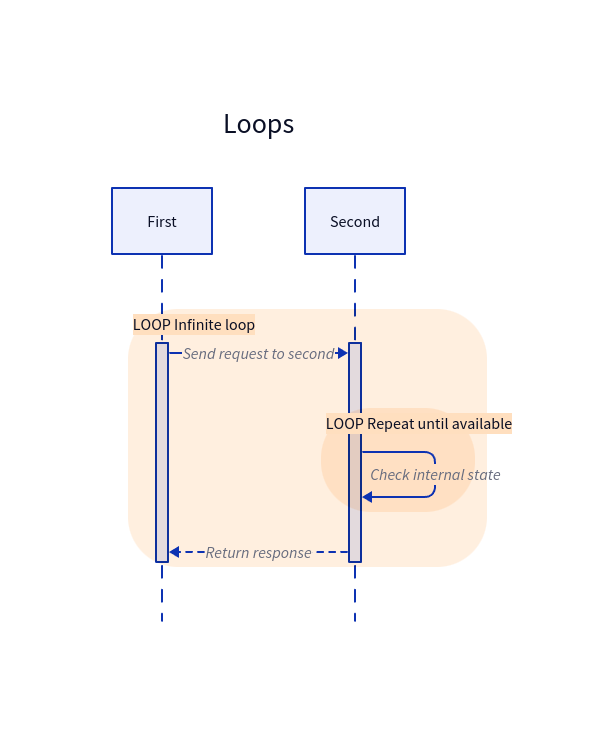 Loops
First
Second
LOOP Infinite loop
Send request to second
LOOP Repeat until available
Check internal state
Return response